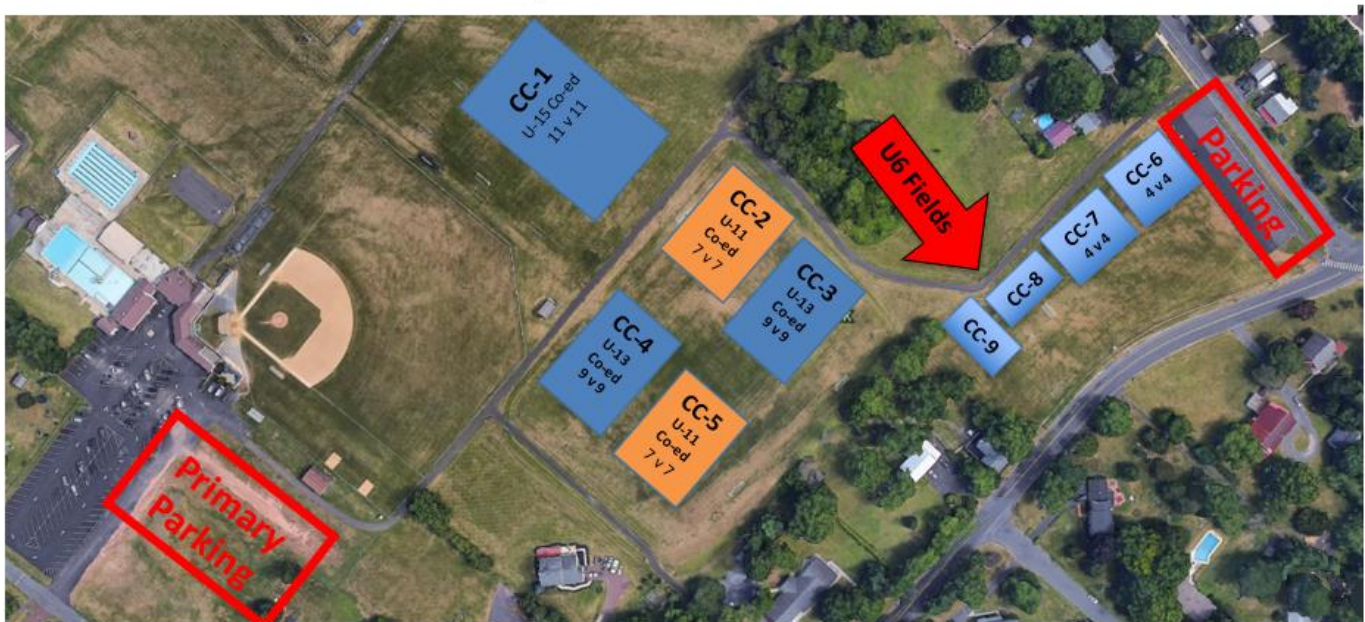 CC-1
U-15 Co-ed
11 v 11
CC-2
U-11
Co-ed
7 v 7
CC-3
U-13
Co-ed
9 v 9
CC-4
U-13
Co-ed
9 v 9
CC-5
U-11
Co-ed
7 v 7
U6 Fields
CC-6
4 v 4
CC-7
4 v 4
CC-8
CC-9
Parking
Primary
Parking